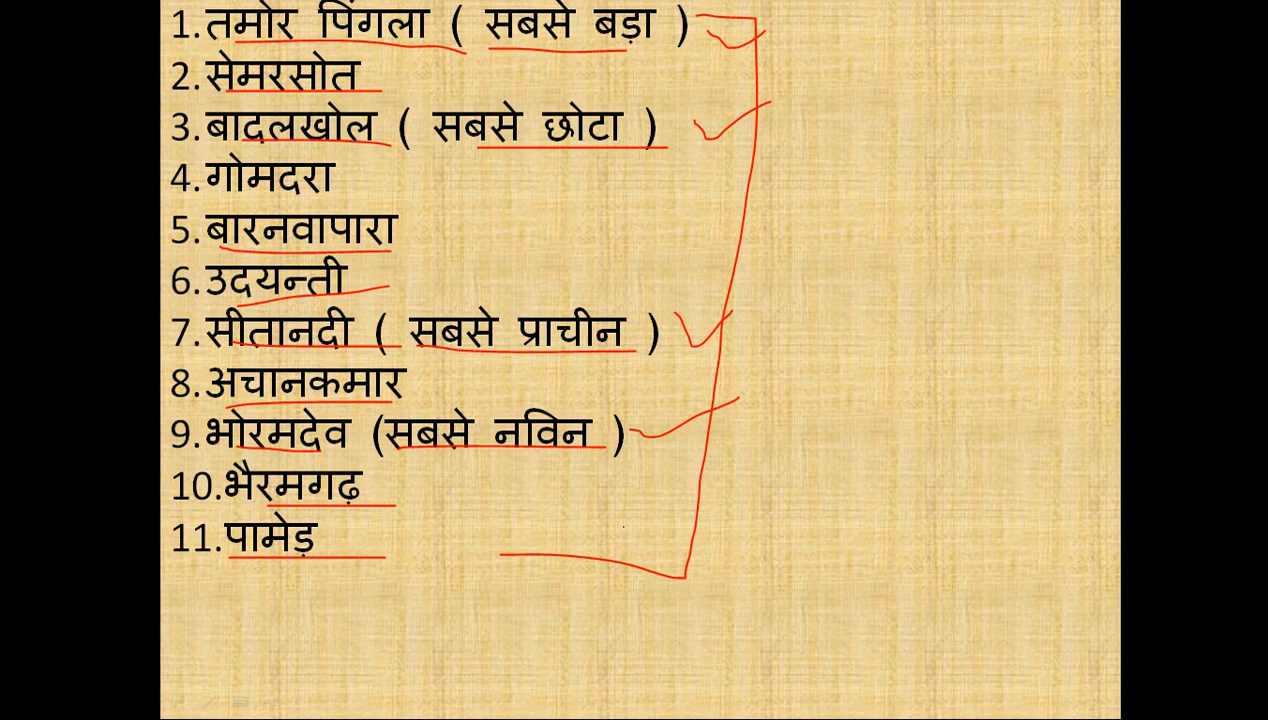 1.तमोर पिंगला ( सबसे बड़ा )
2.सेमरसोत
3.बादलखोल ( सबसे छोटा )
4.गोमदरा
5.बारनवापारा
6.उदयन्ती
7.सीतानदी ( सबसे प्राचीन )
8.अचानकमार
9.भोरमदेव (सबसे नविन )
10.भैरमगढ़
11.पामेड़